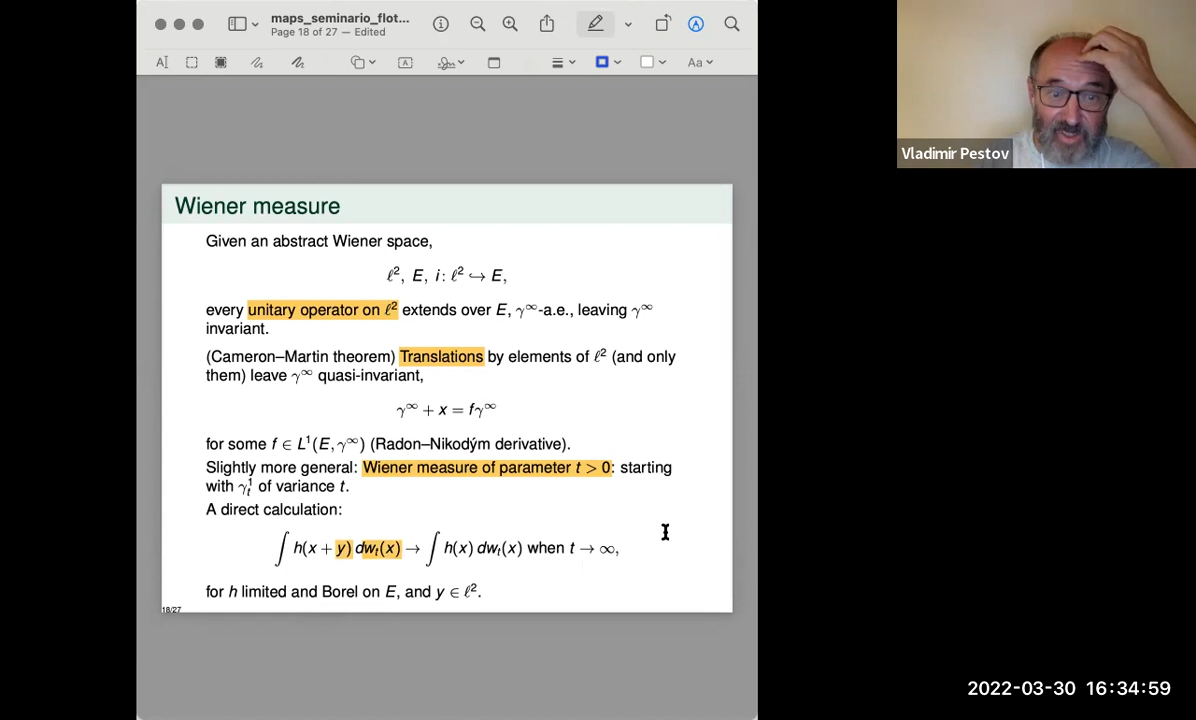 maps_seminario_flot...
Page 18 of 27 — Edited
Aa
Vladimir Pestov
Wiener measure
Given an abstract Wiener space,
ℓ², E, i: ℓ² ↪ E,
every unitary operator on ℓ² extends over E, γ^∞-a.e., leaving γ^∞
invariant.
(Cameron–Martin theorem) Translations by elements of ℓ² (and only
them) leave γ^∞ quasi-invariant,
γ^∞ + x = fγ^∞
for some f ∈ L¹(E, γ^∞) (Radon–Nikodým derivative).
Slightly more general: Wiener measure of parameter t > 0: starting
with γ_t^1 of variance t.
A direct calculation:
∫ h(x + y) dw_t(x) → ∫ h(x) dw_t(x) when t → ∞,
for h limited and Borel on E, and y ∈ ℓ².
18/27
2022-03-30 16:34:59